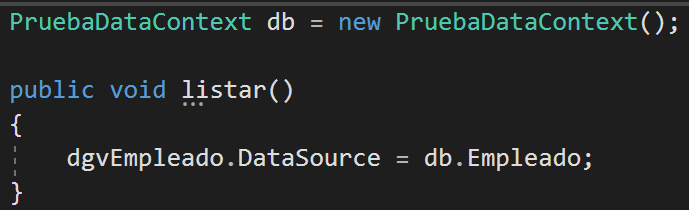 PruebaDataContext db = new PruebaDataContext();
public void listar()
{
dgvEmpleado.DataSource = db.Empleado;
}